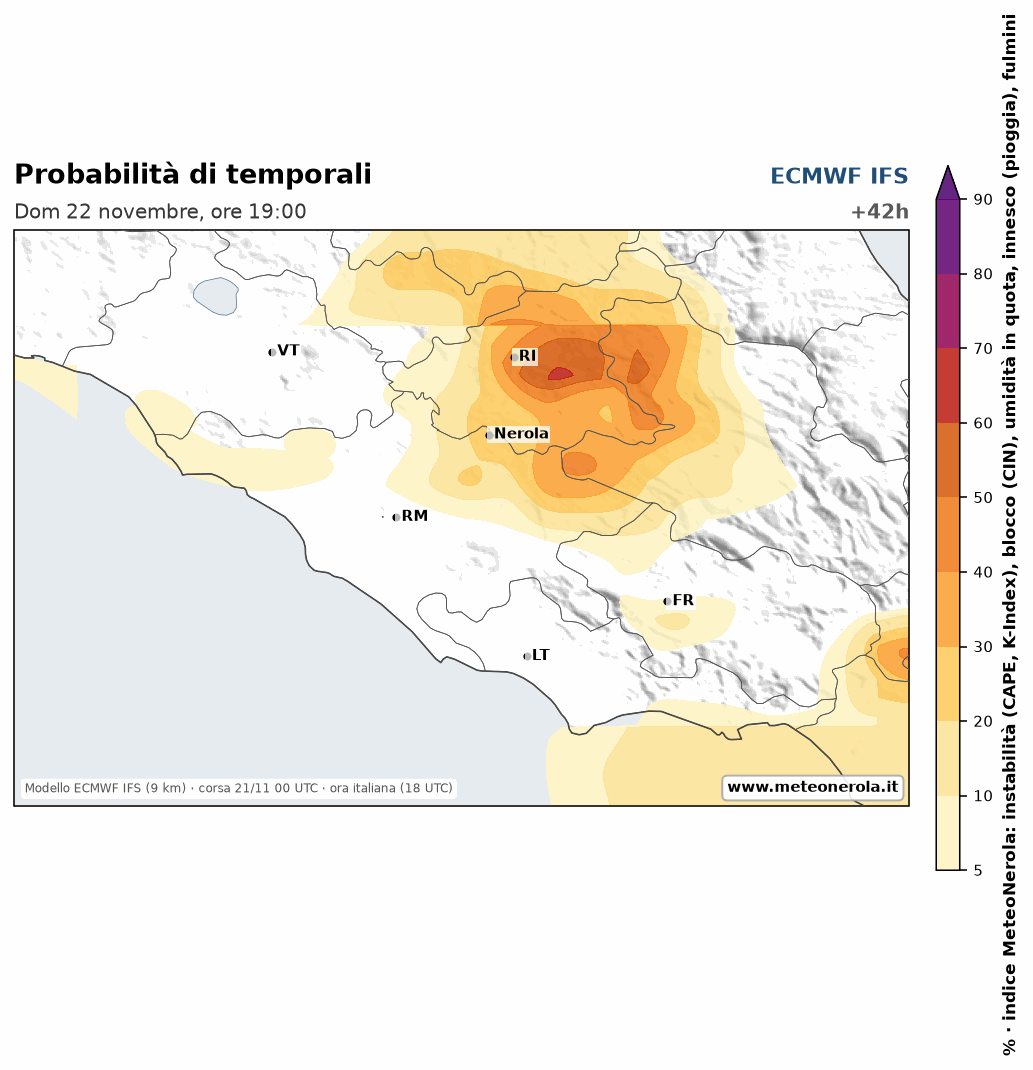 Probabilità di temporali
ECMWF IFS
Dom 22 novembre, ore 19:00
+42h
VT
RI
Nerola
RM
FR
LT
Modello ECMWF IFS (9 km) · corsa 21/11 00 UTC · ora italiana (18 UTC)
www.meteonerola.it
90
80
70
60
50
40
30
20
10
5
% · indice MeteoNerola: instabilità (CAPE, K-Index), blocco (CIN), umidità in quota, innesco (pioggia), fulmini